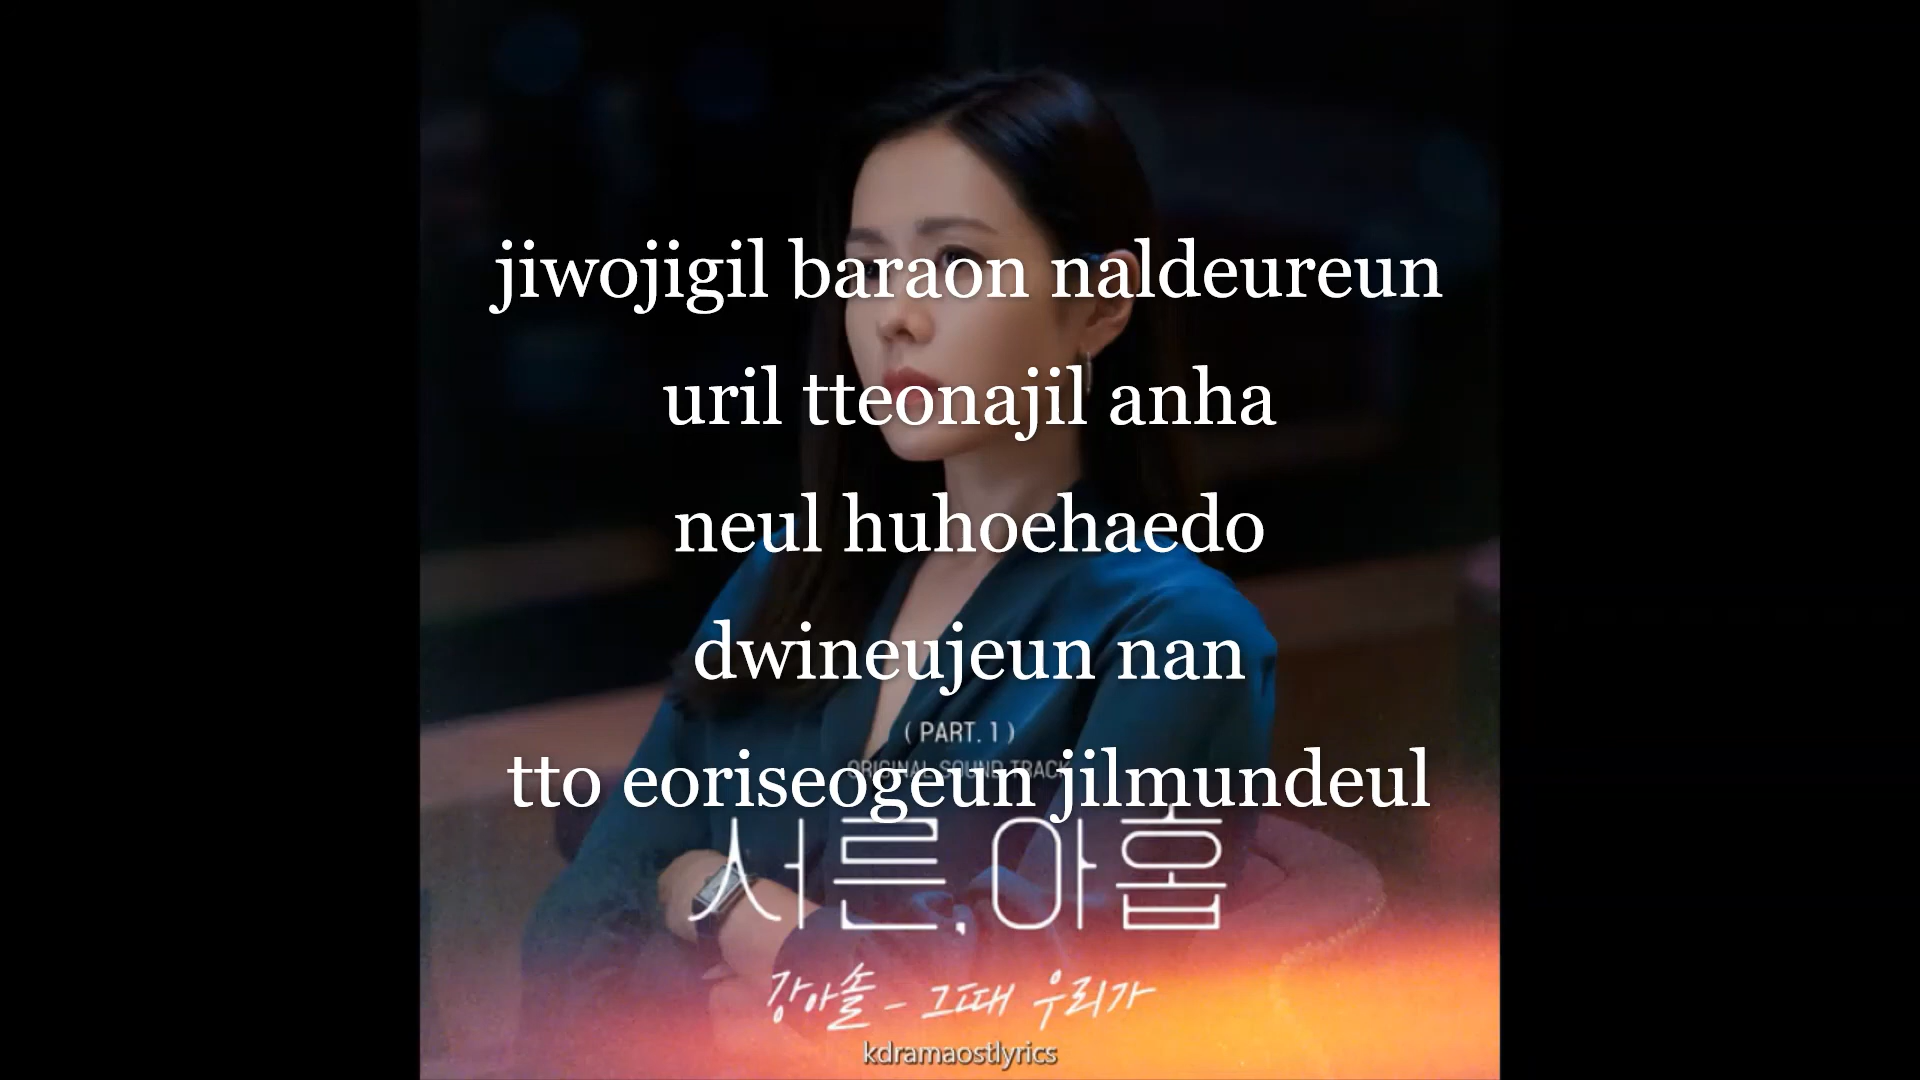 jiwojigil baraon naldeureun
uril tteonajil anha
neul huhoehaedo
dwineujeun nan
( PART. 1 )
ORIGINAL SOUND TRACK
tto eoriseogeun jilmundeul
서른, 아홉
강아솔 – 그때 우리가
kdramaostlyrics